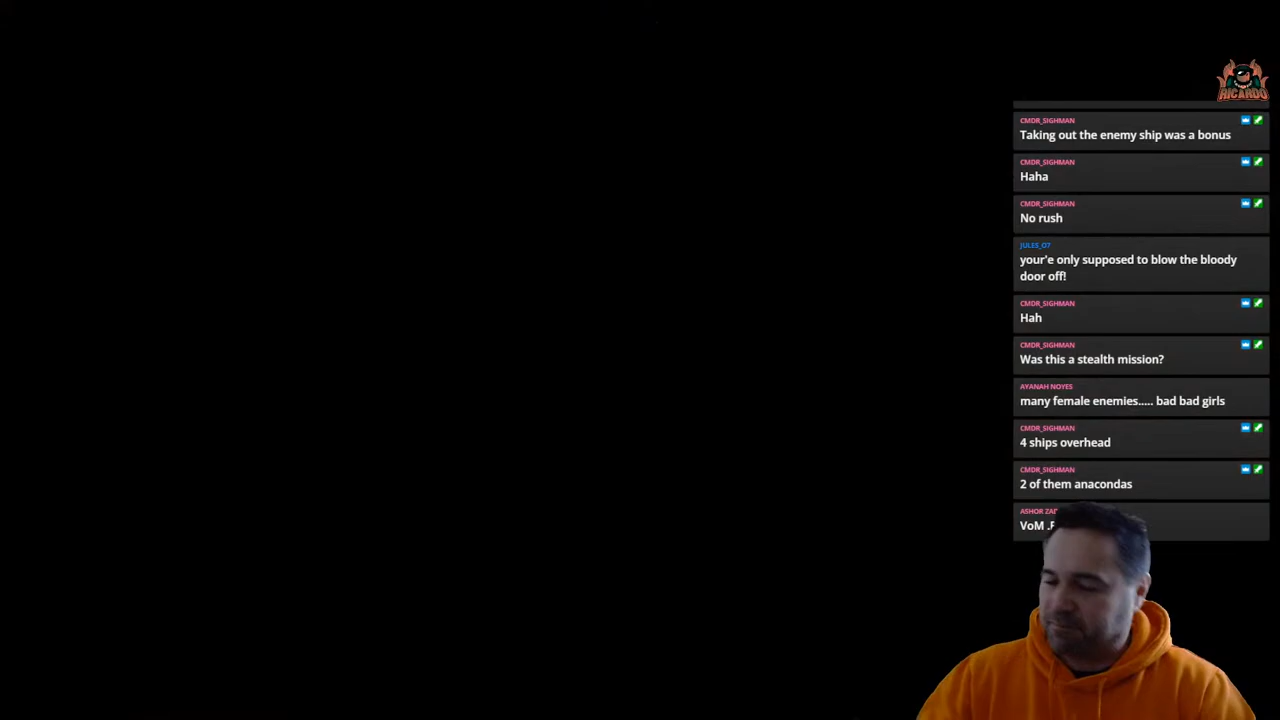 RICARDO
CMDR_SIGHMAN
Taking out the enemy ship was a bonus
CMDR_SIGHMAN
Haha
CMDR_SIGHMAN
No rush
JULES_O7
your'e only supposed to blow the bloody
door off!
CMDR_SIGHMAN
Hah
CMDR_SIGHMAN
Was this a stealth mission?
AYANAH NOYES
many female enemies..... bad bad girls
CMDR_SIGHMAN
4 ships overhead
CMDR_SIGHMAN
2 of them anacondas
ASHOR
VoM